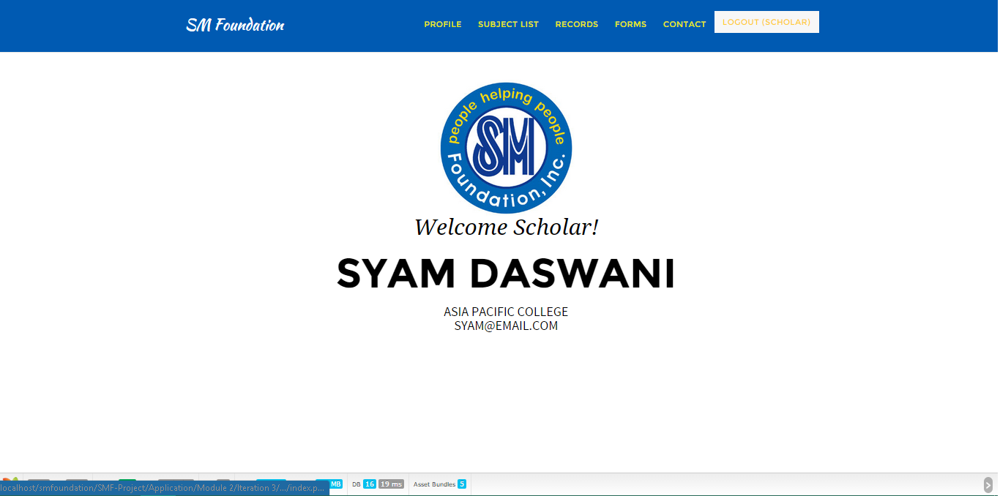 SM Foundation
PROFILE SUBJECT LIST RECORDS FORMS CONTACT LOGOUT (SCHOLAR)
people helping people
SM
Foundation, Inc.
Welcome Scholar!
SYAM DASWANI
ASIA PACIFIC COLLEGE
SYAM@EMAIL.COM
localhost/smfoundation/SMF-Project/Application/Module 2/Iteration 3/.../index.p...
MB DB 16 19 ms Asset Bundles 5